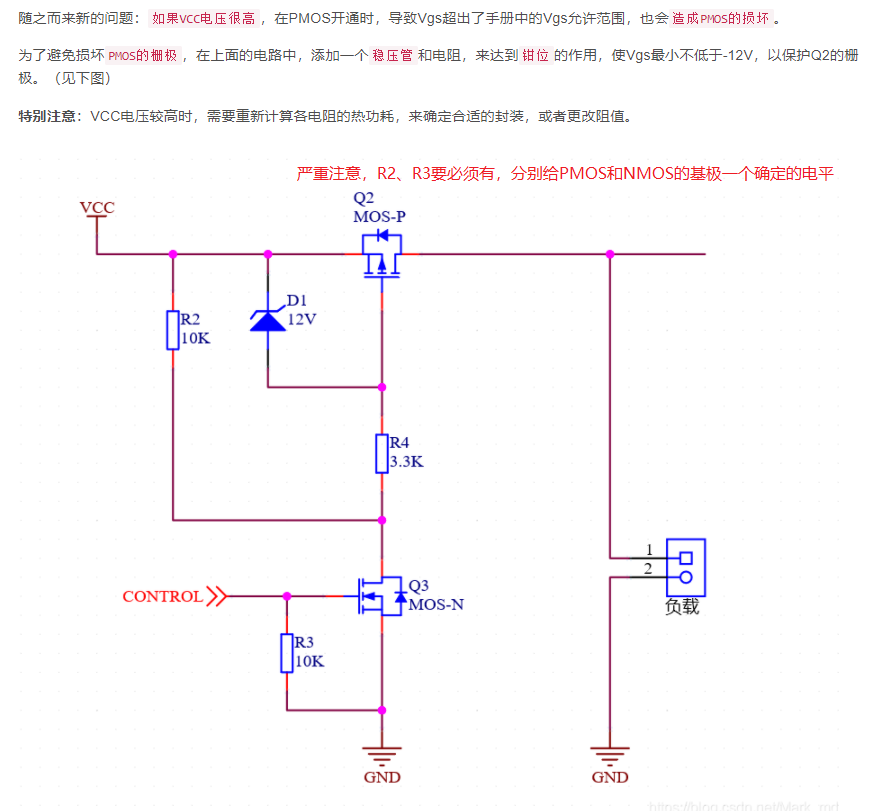 随之而来新的问题：如果VCC电压很高，在PMOS开通时，导致Vgs超出了手册中的Vgs允许范围，也会造成PMOS的损坏。
为了避免损坏PMOS的栅极，在上面的电路中，添加一个稳压管和电阻，来达到钳位的作用，使Vgs最小不低于-12V，以保护Q2的栅
极。（见下图）
特别注意：VCC电压较高时，需要重新计算各电阻的热功耗，来确定合适的封装，或者更改阻值。
严重注意，R2、R3要必须有，分别给PMOS和NMOS的基极一个确定的电平
Q2
MOS-P
VCC
D1
12V
R2
10K
R4
3.3K
1
2
负载
CONTROL
Q3
MOS-N
R3
10K
GND
GND
https://blog.csdn.net/Mark_md